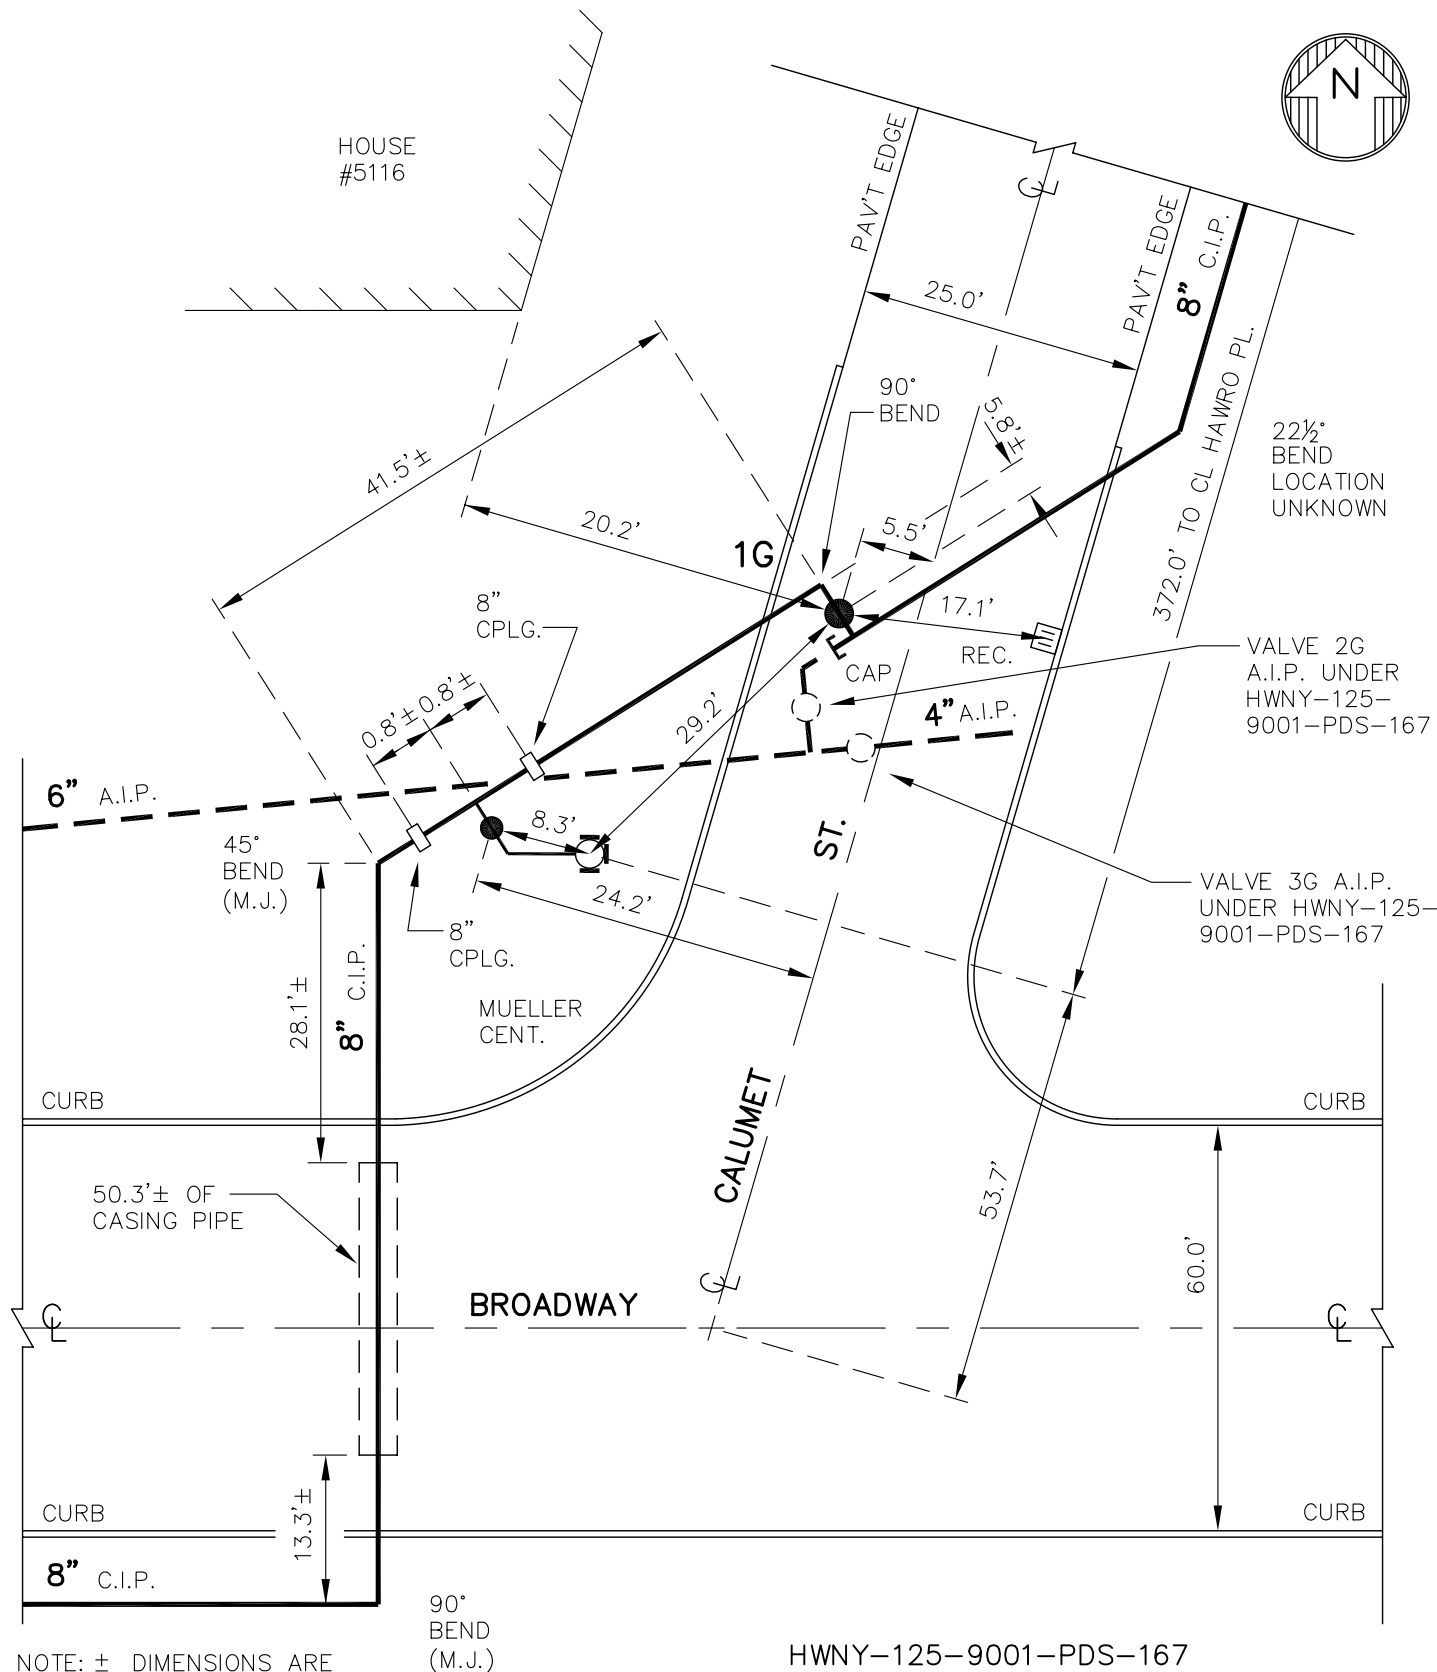 N
HOUSE
#5116
PAV'T EDGE
℄
PAV'T EDGE
8" C.I.P.
25.0'
90°
BEND
5.8'±
22½°
BEND
LOCATION
UNKNOWN
372.0' TO CL HAWRO PL.
41.5'±
20.2'
1G
5.5'
17.1'
8"
CPLG.
REC.
CAP
VALVE 2G
A.I.P. UNDER
HWNY-125-
9001-PDS-167
0.8'±
0.8'±
29.2'
4" A.I.P.
6" A.I.P.
8.3'
45°
BEND
(M.J.)
ST.
24.2'
VALVE 3G A.I.P.
UNDER HWNY-125-
9001-PDS-167
8"
CPLG.
28.1'±
8" C.I.P.
MUELLER
CENT.
CURB
CURB
CALUMET
50.3'± OF
CASING PIPE
53.7'
60.0'
℄
BROADWAY
℄
℄
CURB
CURB
13.3'±
8" C.I.P.
90°
BEND
(M.J.)
NOTE: ± DIMENSIONS ARE
HWNY-125-9001-PDS-167